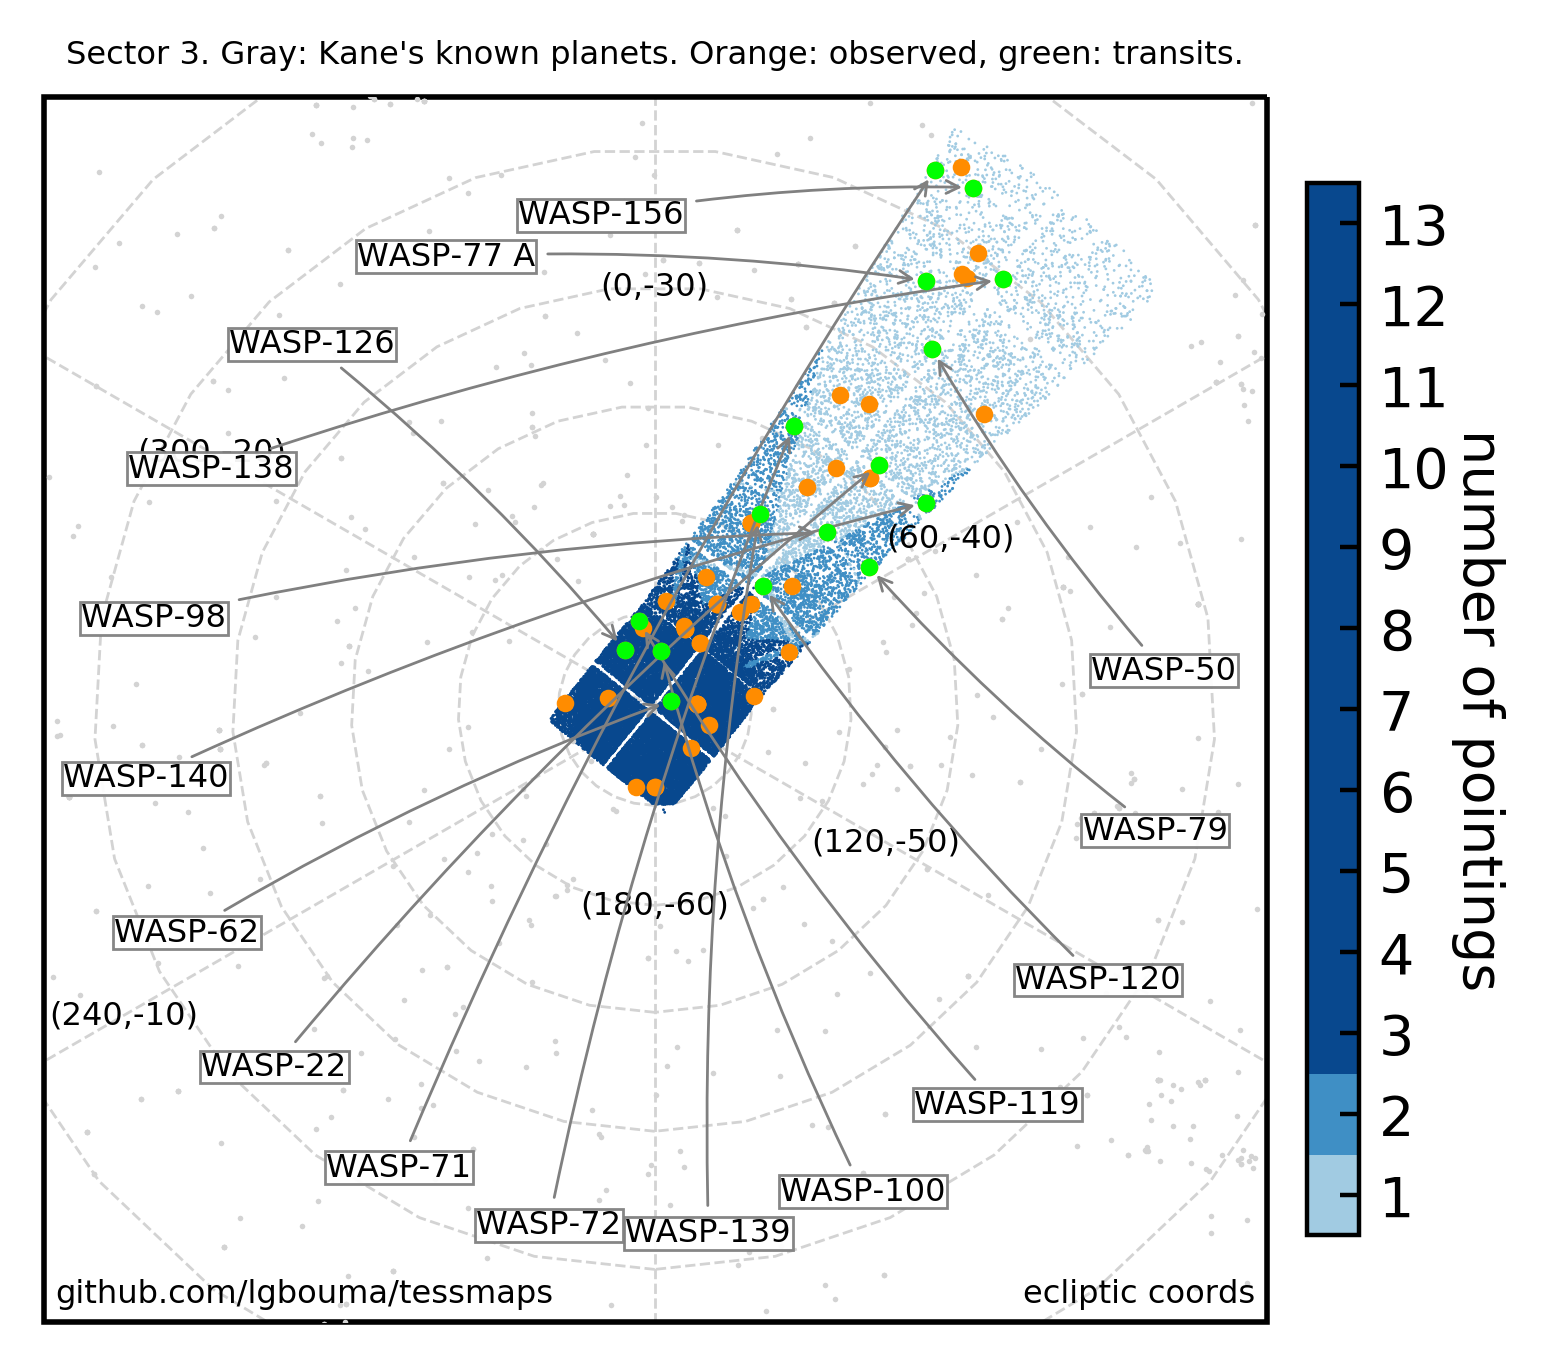 Sector 3. Gray: Kane's known planets. Orange: observed, green: transits.
WASP-156
WASP-77 A
(0,-30)
WASP-126
(300,-20)
WASP-138
(60,-40)
WASP-98
WASP-50
WASP-140
WASP-79
(120,-50)
(180,-60)
WASP-62
WASP-120
(240,-10)
WASP-22
WASP-119
WASP-71
WASP-100
WASP-72
WASP-139
github.com/lgbouma/tessmaps
ecliptic coords
13
12
11
10
9
8
7
6
5
4
3
2
1
number of pointings